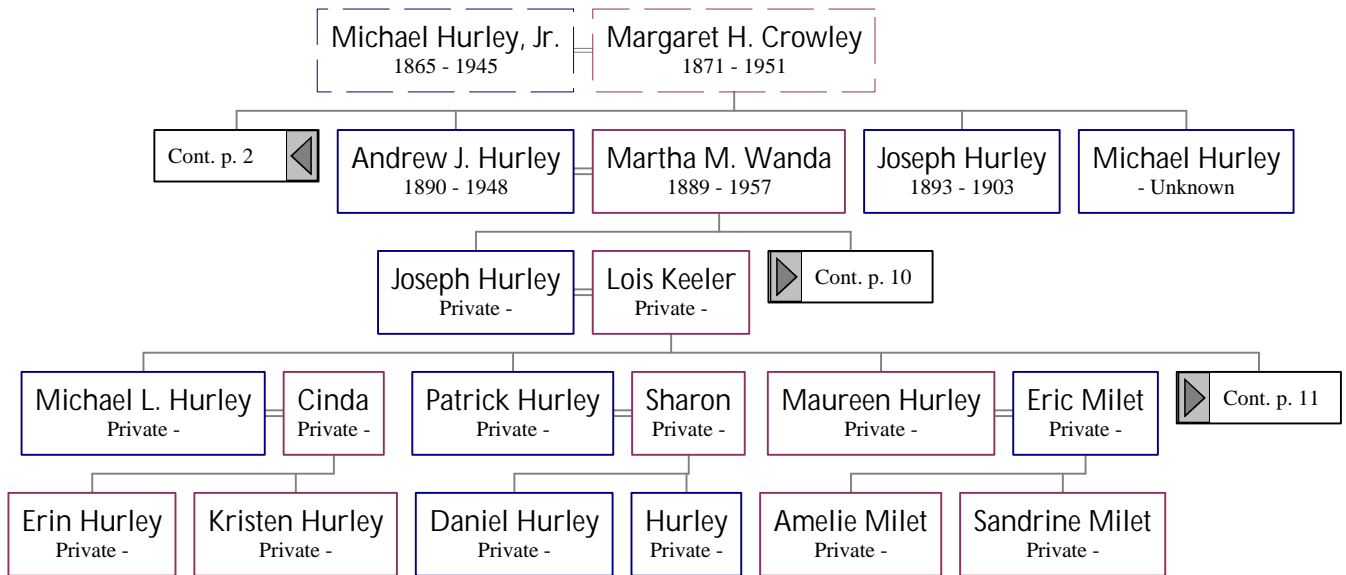 Michael Hurley, Jr.
1865 - 1945
Margaret H. Crowley
1871 - 1951
Cont. p. 2
Andrew J. Hurley
1890 - 1948
Martha M. Wanda
1889 - 1957
Joseph Hurley
1893 - 1903
Michael Hurley
- Unknown
Joseph Hurley
Private -
Lois Keeler
Private -
Cont. p. 10
Michael L. Hurley
Private -
Cinda
Private -
Patrick Hurley
Private -
Sharon
Private -
Maureen Hurley
Private -
Eric Milet
Private -
Cont. p. 11
Erin Hurley
Private -
Kristen Hurley
Private -
Daniel Hurley
Private -
Hurley
Private -
Amelie Milet
Private -
Sandrine Milet
Private -